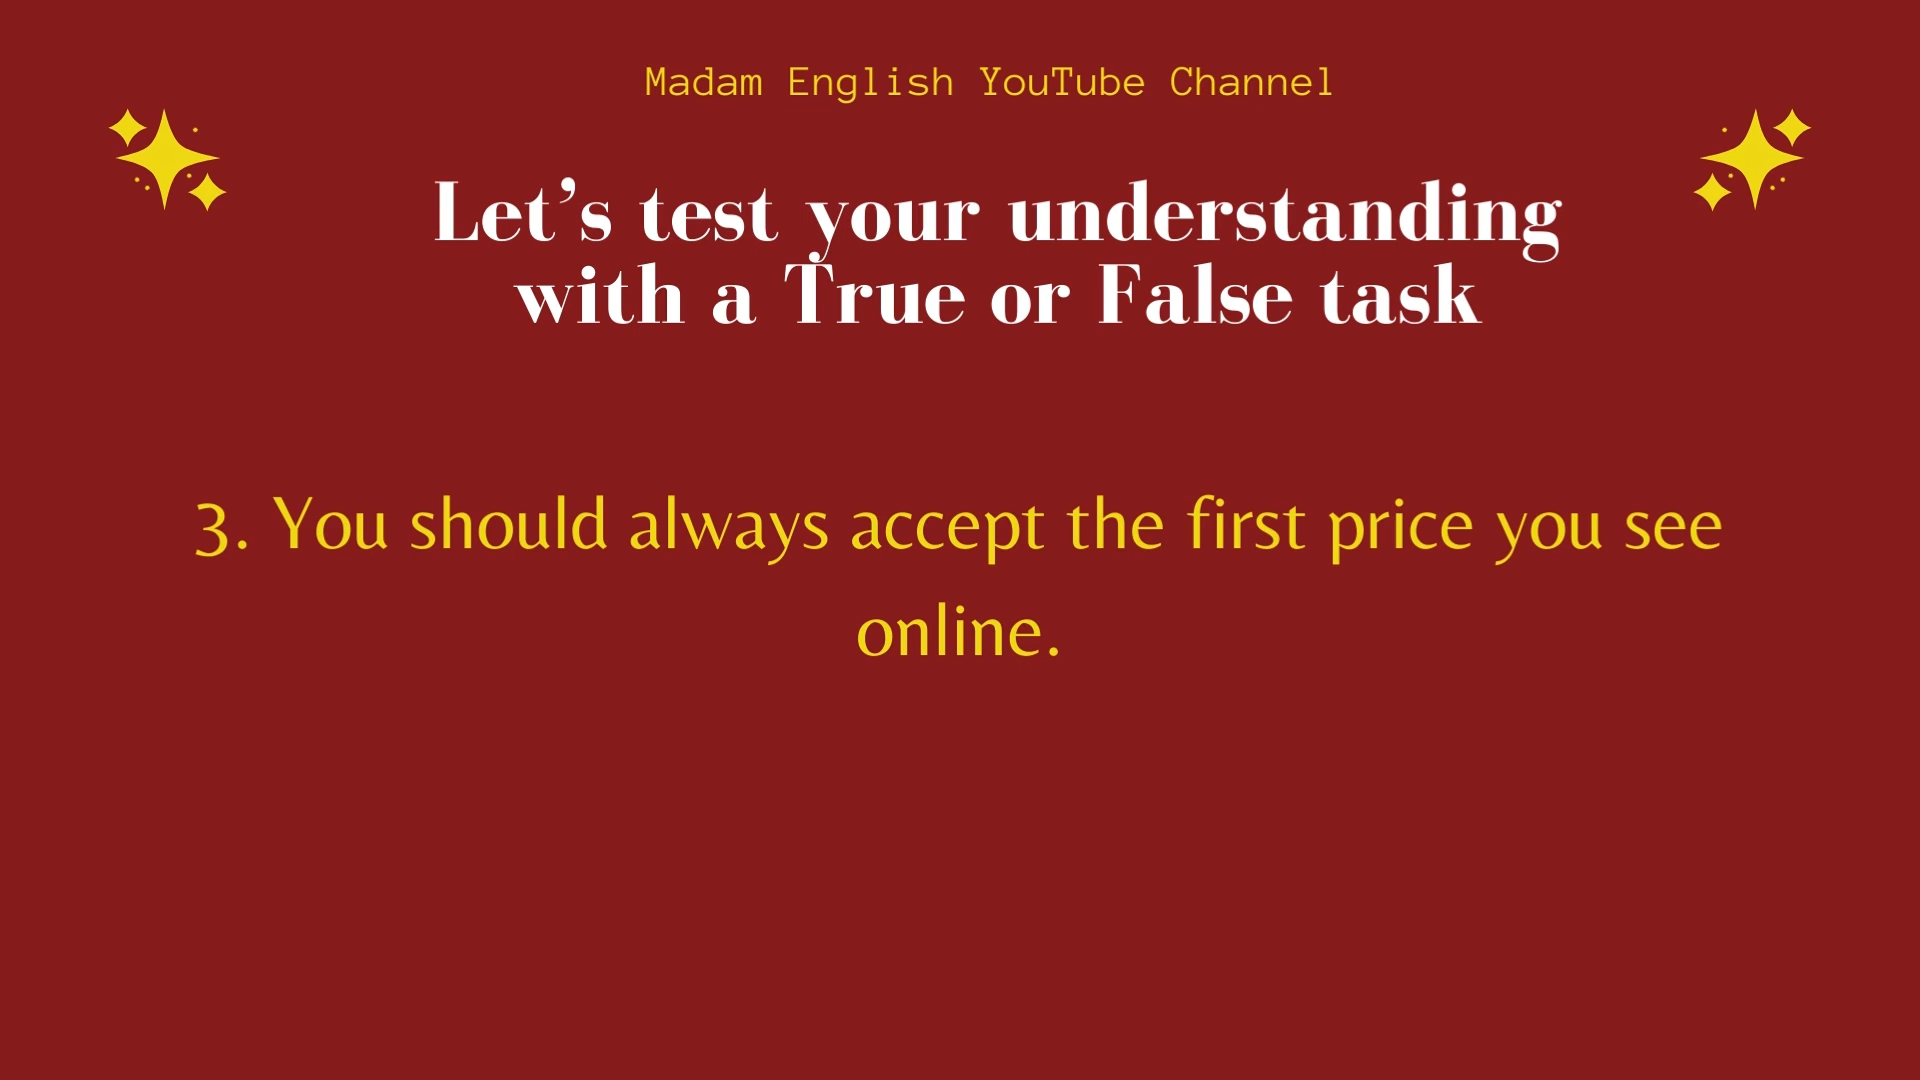 Madam English YouTube Channel
Let’s test your understanding
with a True or False task
3. You should always accept the first price you see
online.